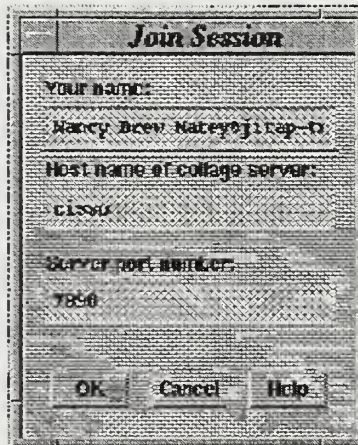 Join Session
Your name:
Nancy Drew
Host name of collage server:
Server port number:
7890
OK Cancel Help